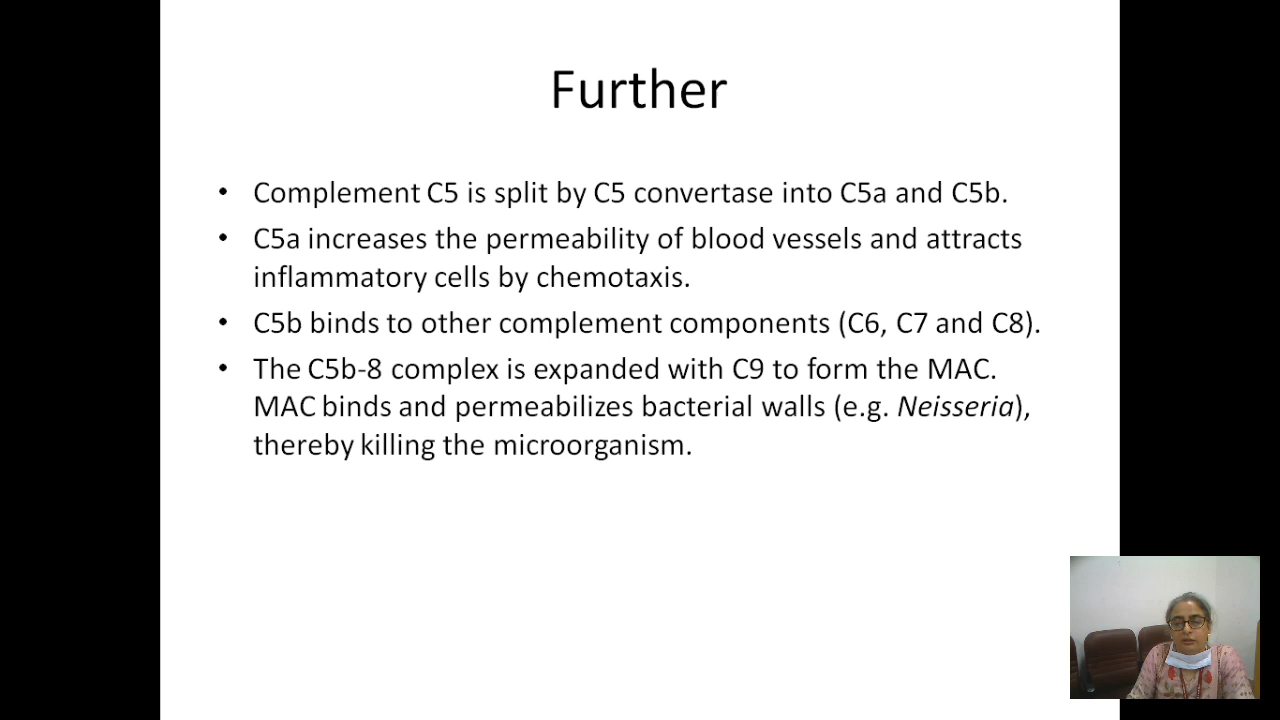 Further
• Complement C5 is split by C5 convertase into C5a and C5b.
• C5a increases the permeability of blood vessels and attracts
inflammatory cells by chemotaxis.
• C5b binds to other complement components (C6, C7 and C8).
• The C5b-8 complex is expanded with C9 to form the MAC.
MAC binds and permeabilizes bacterial walls (e.g. Neisseria),
thereby killing the microorganism.